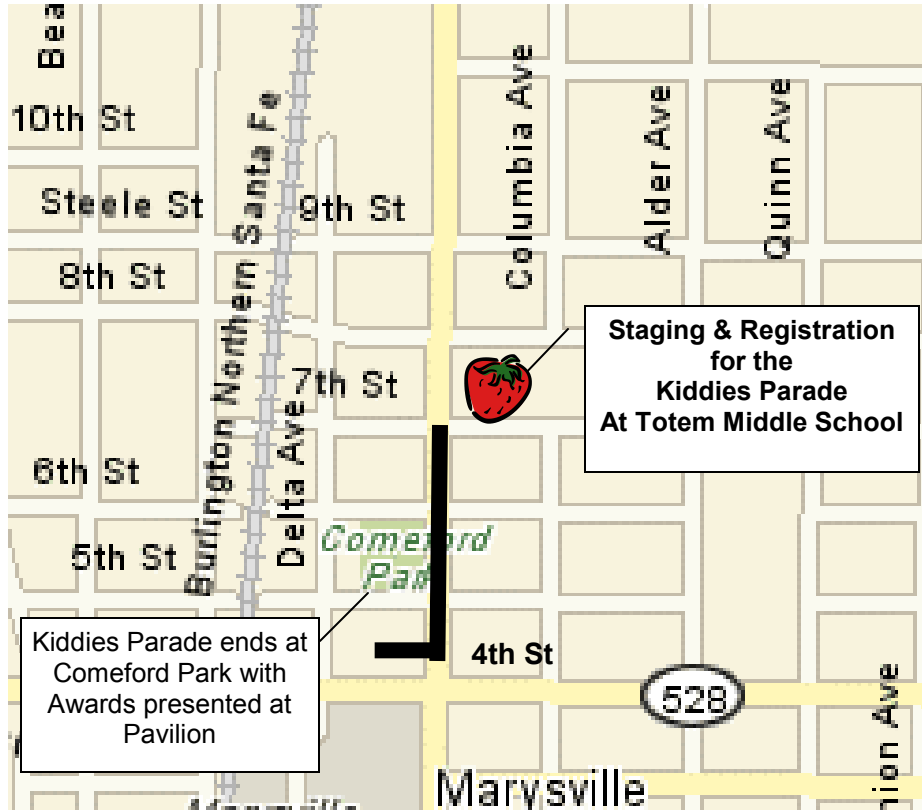 Bea
10th St
Steele St
Burlington Northern Santa Fe
9th St
Columbia Ave
Alder Ave
Quinn Ave
8th St
Staging & Registration
for the
Kiddies Parade
At Totem Middle School
7th St
Delta Ave
6th St
5th St
Comeford
Park
Kiddies Parade ends at
Comeford Park with
Awards presented at
Pavilion
4th St
528
nion Ave
Marysville